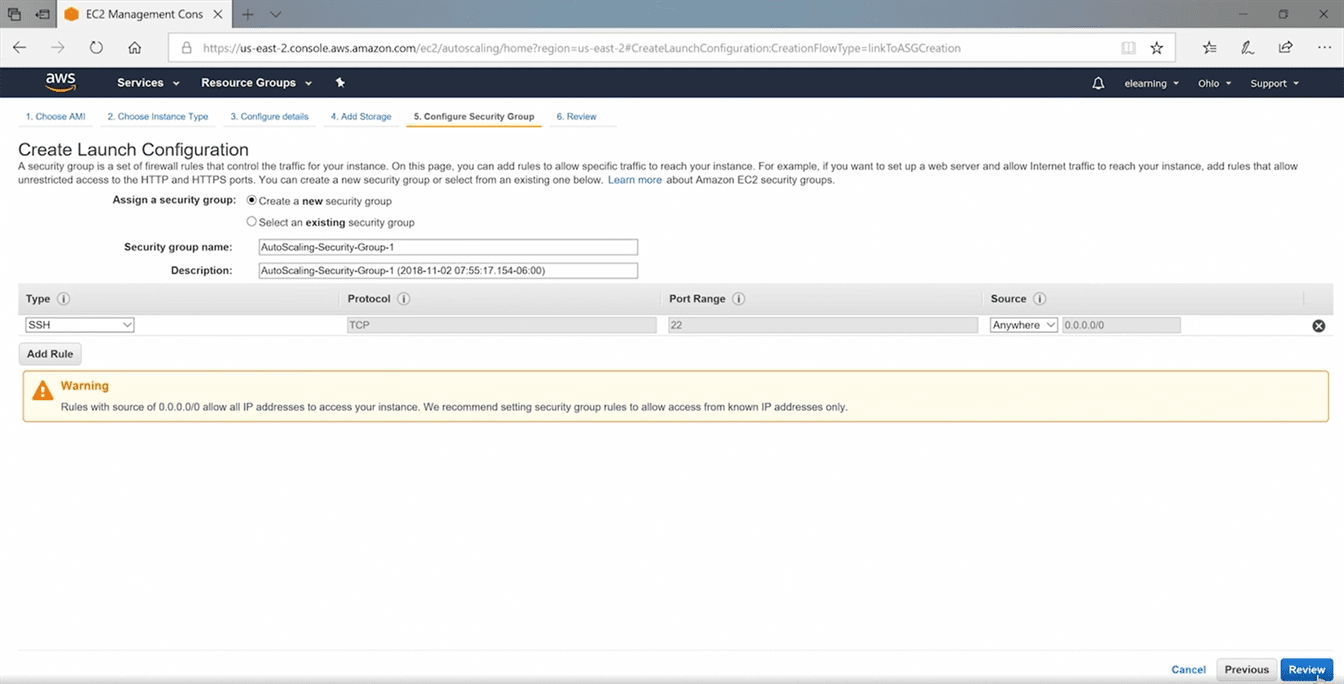 EC2 Management Cons
https://us-east-2.console.aws.amazon.com/ec2/autoscaling/home?region=us-east-2#CreateLaunchConfiguration:CreationFlowType=linkToASGCreation
aws Services Resource Groups elearning Ohio Support
1. Choose AMI 2. Choose Instance Type 3. Configure details 4. Add Storage 5. Configure Security Group 6. Review
Create Launch Configuration
A security group is a set of firewall rules that control the traffic for your instance. On this page, you can add rules to allow specific traffic to reach your instance. For example, if you want to set up a web server and allow Internet traffic to reach your instance, add rules that allow
unrestricted access to the HTTP and HTTPS ports. You can create a new security group or select from an existing one below. Learn more about Amazon EC2 security groups.
Assign a security group: Create a new security group
Select an existing security group
Security group name: AutoScaling-Security-Group-1
Description: AutoScaling-Security-Group-1 (2018-11-02 07:55:17.154-06:00)
Type i Protocol i Port Range i Source i
SSH TCP 22 Anywhere 0.0.0.0/0
Add Rule
Warning
Rules with source of 0.0.0.0/0 allow all IP addresses to access your instance. We recommend setting security group rules to allow access from known IP addresses only.
Cancel Previous Review